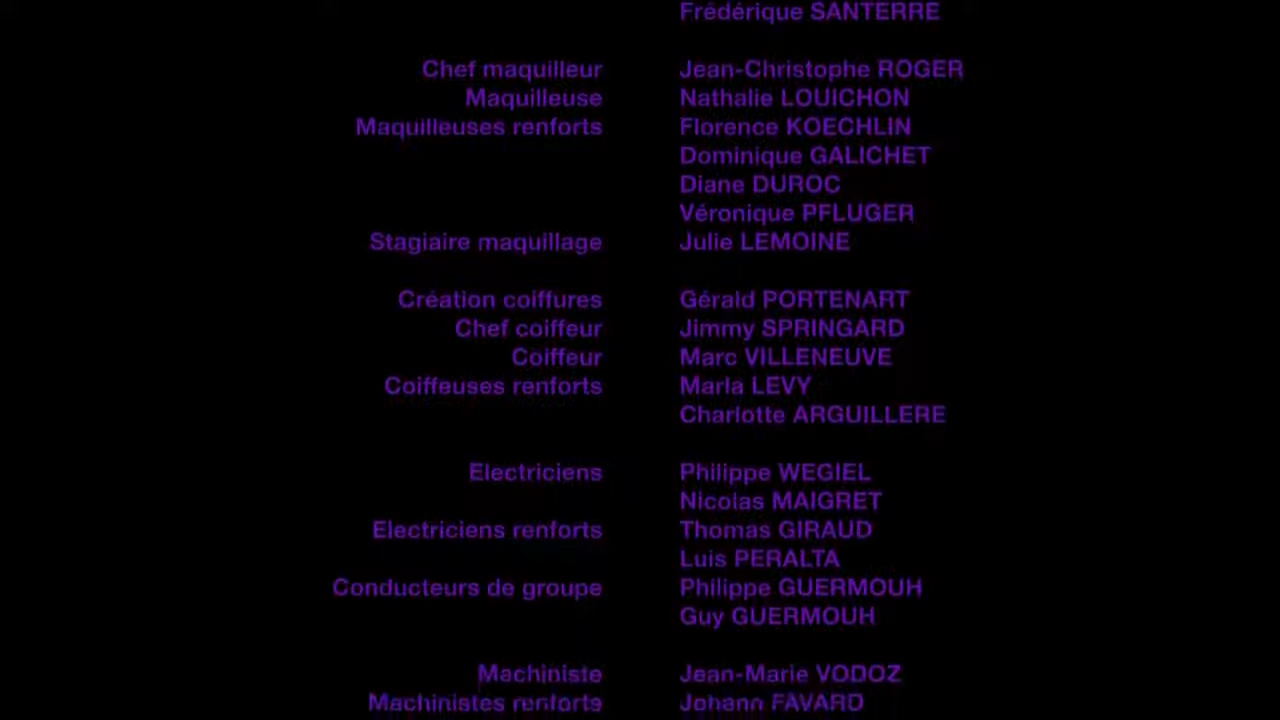 Frédérique SANTERRE
Chef maquilleur Jean-Christophe ROGER
Maquilleuse Nathalie LOUICHON
Maquilleuses renforts Florence KOECHLIN
Dominique GALICHET
Diane DUROC
Véronique PFLUGER
Stagiaire maquillage Julie LEMOINE
Création coiffures Gérald PORTENART
Chef coiffeur Jimmy SPRINGARD
Coiffeur Marc VILLENEUVE
Coiffeuses renforts Marla LEVY
Charlotte ARGUILLERE
Electriciens Philippe WEGIEL
Nicolas MAIGRET
Electriciens renforts Thomas GIRAUD
Luis PERALTA
Conducteurs de groupe Philippe GUERMOUH
Guy GUERMOUH
Machiniste Jean-Marie VODOZ
Machinistes renforts Johann FAVARD